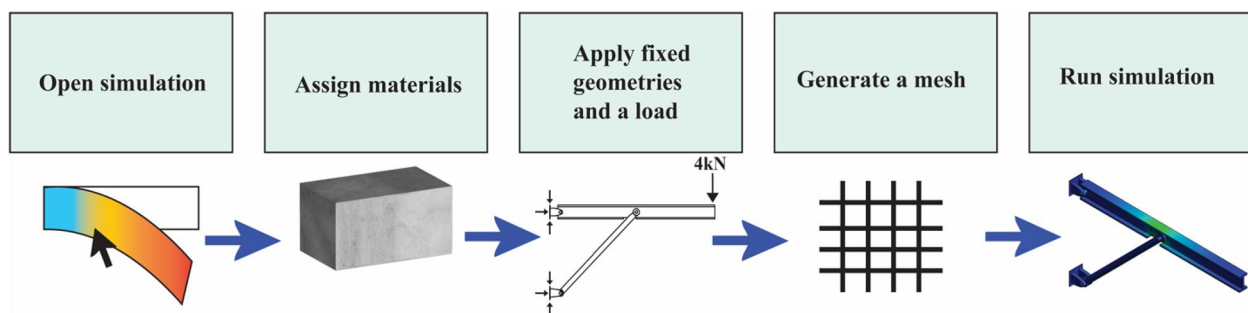 Open simulation
Assign materials
Apply fixed
geometries
and a load
Generate a mesh
Run simulation
4kN